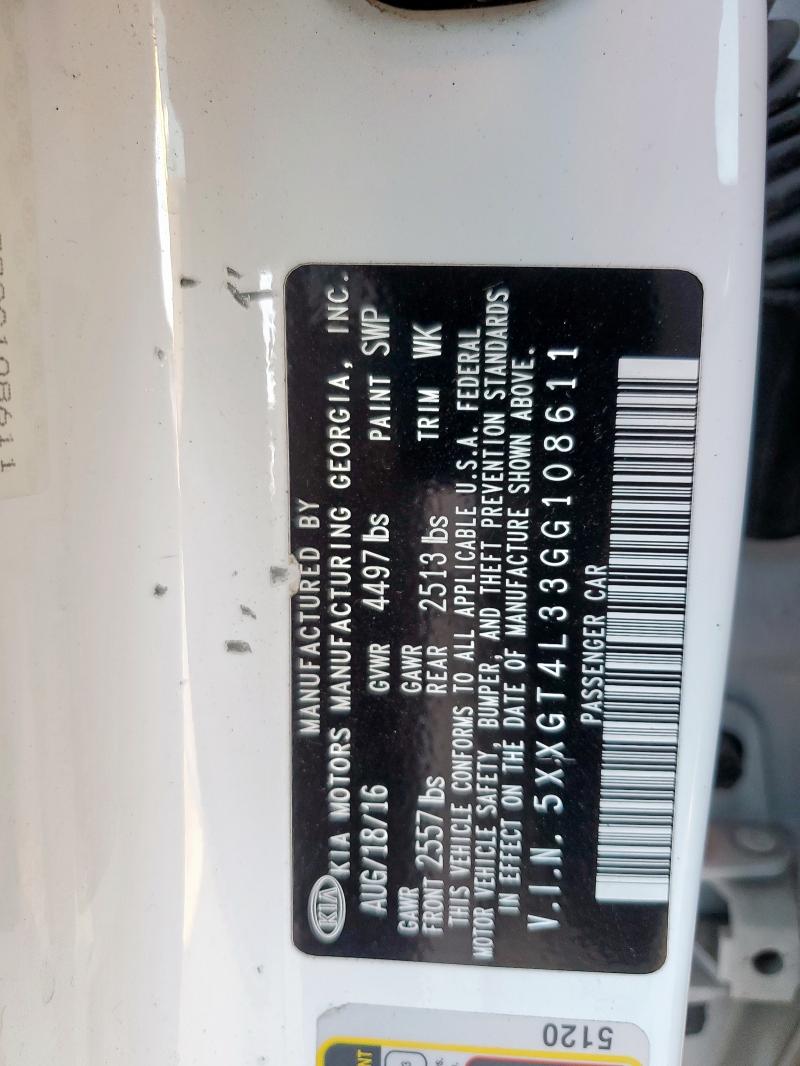 MANUFACTURED BY
KIA KIA MOTORS MANUFACTURING GEORGIA, INC.
AUG/18/16 GVWR 4497 lbs PAINT SWP
GAWR GAWR
FRONT 2557 lbs REAR 2513 lbs TRIM WK
THIS VEHICLE CONFORMS TO ALL APPLICABLE U.S.A. FEDERAL
MOTOR VEHICLE SAFETY, BUMPER, AND THEFT PREVENTION STANDARDS
IN EFFECT ON THE DATE OF MANUFACTURE SHOWN ABOVE.
V.I.N. 5XXGT4L33GG108611
PASSENGER CAR
5120